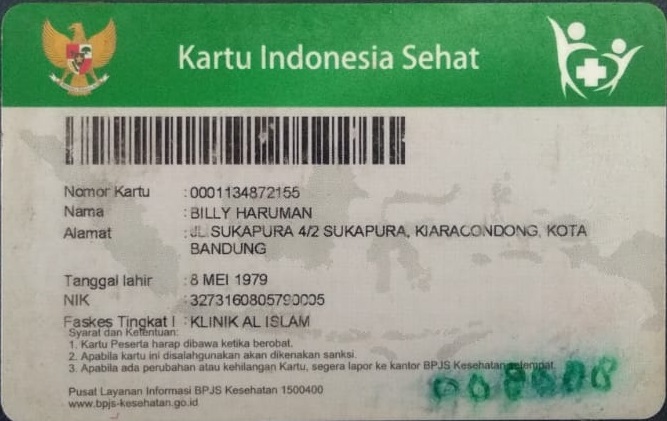 Kartu Indonesia Sehat
Nomor Kartu : 0001134872155
Nama : BILLY HARUMAN
Alamat : JL SUKAPURA 4/2 SUKAPURA, KIARACONDONG, KOTA
BANDUNG
Tanggal lahir : 8 MEI 1979
NIK : 3273160805790005
Faskes Tingkat I : KLINIK AL ISLAM
Syarat dan Ketentuan:
1. Kartu Peserta harap dibawa ketika berobat.
2. Apabila kartu ini disalahgunakan akan dikenakan sanksi.
3. Apabila ada perubahan atau kehilangan Kartu, segera lapor ke kantor BPJS Kesehatan setempat.
Pusat Layanan Informasi BPJS Kesehatan 1500400
www.bpjs-kesehatan.go.id